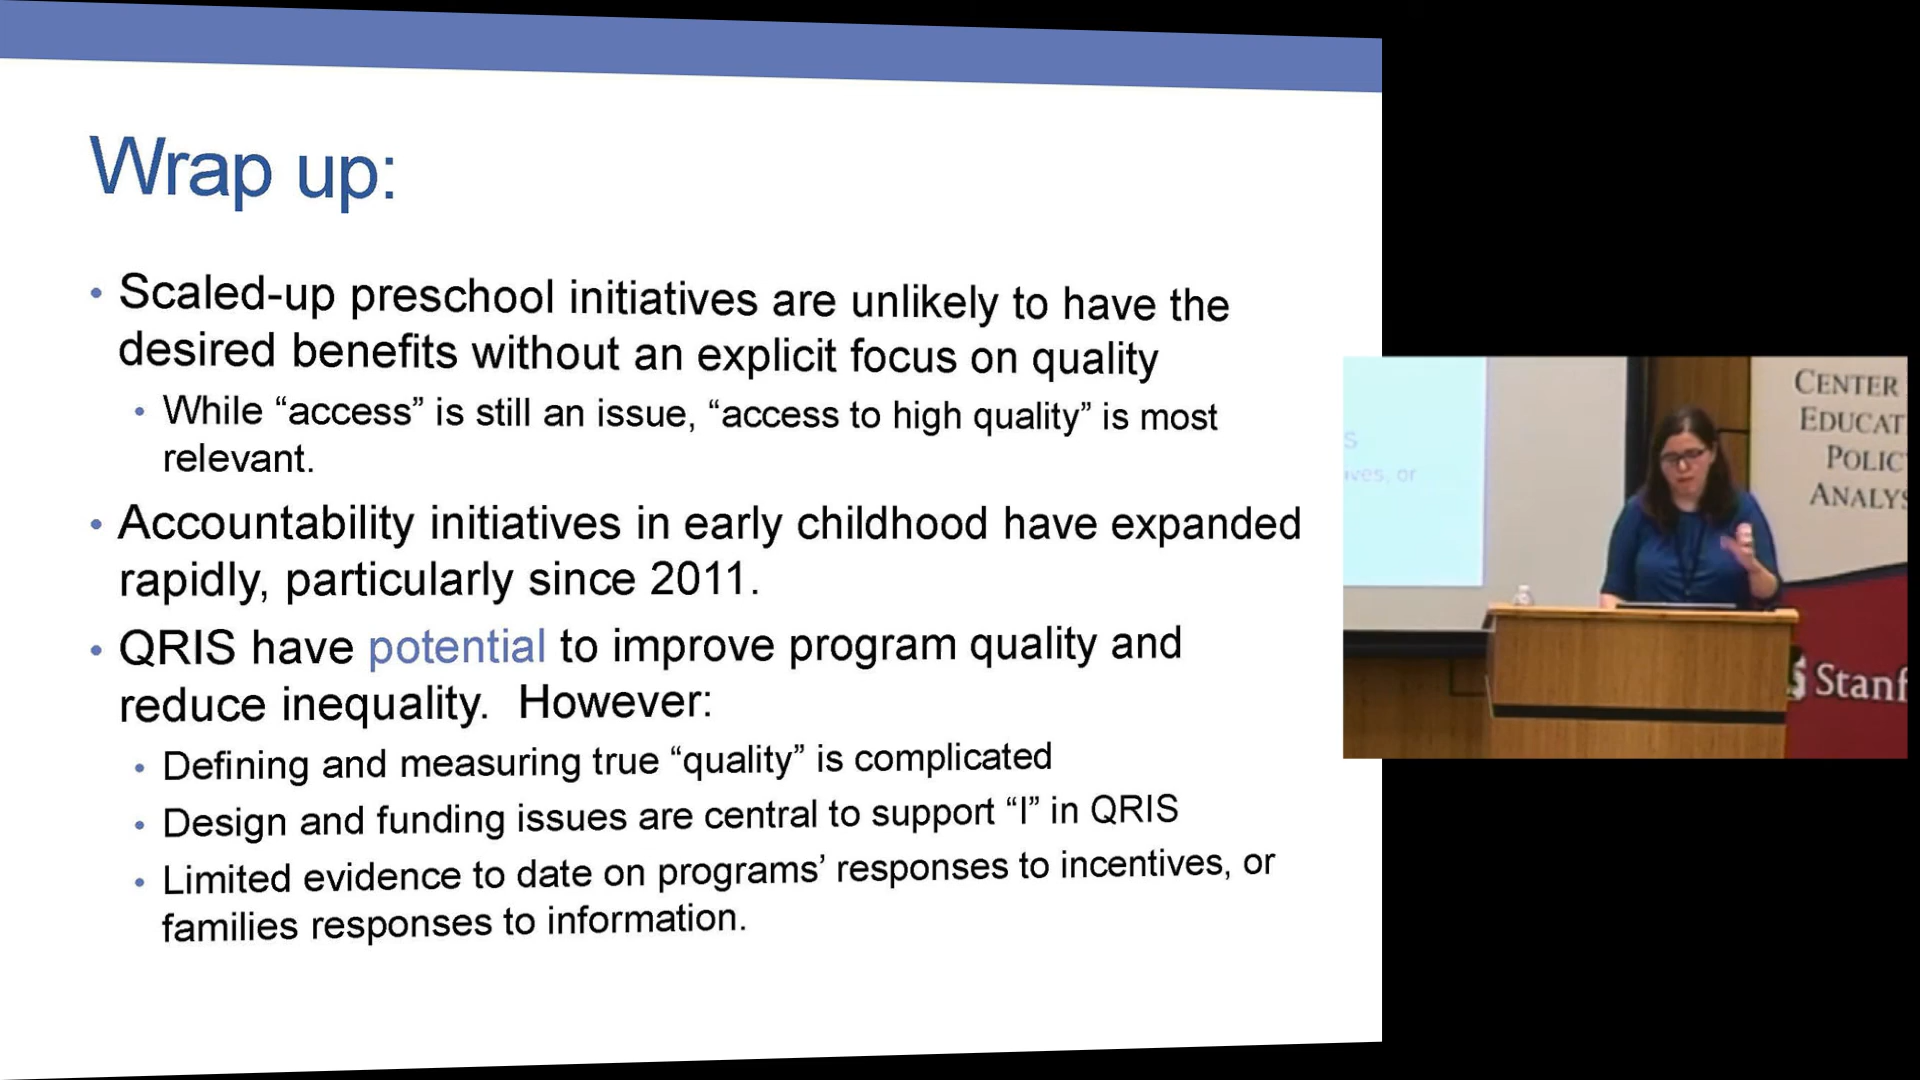 Wrap up:
• Scaled-up preschool initiatives are unlikely to have the
desired benefits without an explicit focus on quality
• While “access” is still an issue, “access to high quality” is most
relevant.
• Accountability initiatives in early childhood have expanded
rapidly, particularly since 2011.
• QRIS have potential to improve program quality and
reduce inequality.  However:
• Defining and measuring true “quality” is complicated
• Design and funding issues are central to support “I” in QRIS
• Limited evidence to date on programs’ responses to incentives, or
families responses to information.
s
ives, or
CENTER
EDUCAT
POLIC
ANALYS
Stanf